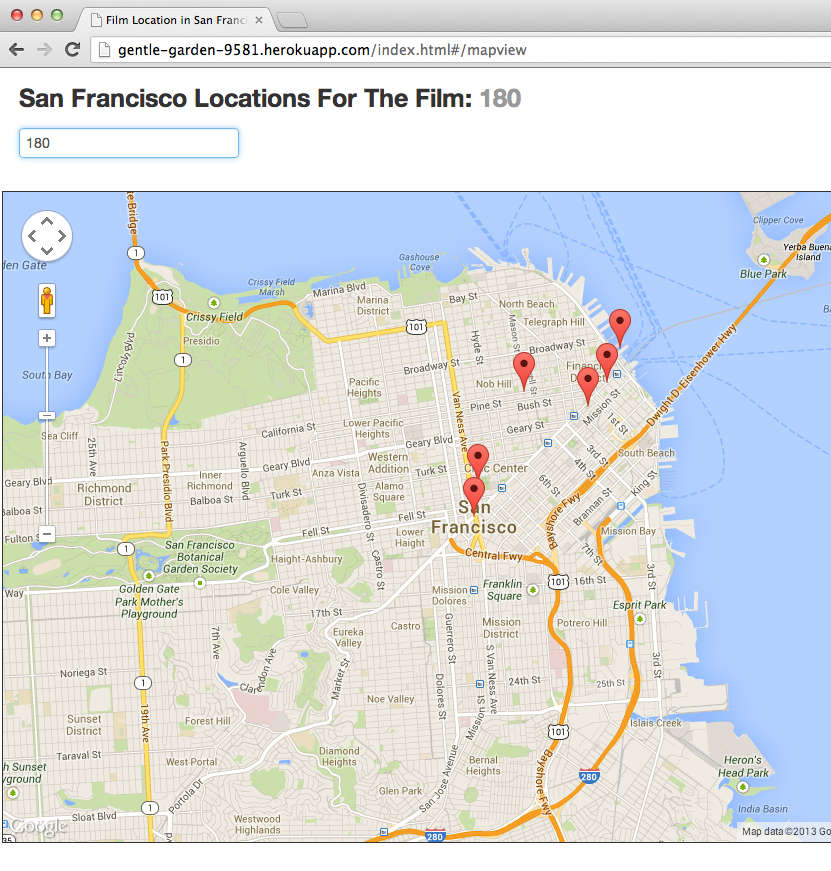 Film Location in San Franci
gentle-garden-9581.herokuapp.com/index.html#/mapview
San Francisco Locations For The Film: 180
180
Clipper Cove
Yerba Buena
Island
Blue Park
te Bridge
1
den Gate
101
Crissy Field
Marsh
Gashouse
Cove
Marina Blvd
Marina
District
Bay St
North Beach
Telegraph Hill
Crissy Field
Presidio
Lincoln Blvd
101
Hyde St
Mason St
Broadway St
Broadway St
Financial
District
Nob Hill
1
South Bay
Pacific
Heights
Van Ness Ave
Pine St
Bush St
Mission St
1st St
Dwight D. Eisenhower Hwy
Sea Cliff
25th Ave
California St
Lower Pacific
Heights
Geary St
Geary Blvd
Park Presidio Blvd
Arguello Blvd
Western
Addition
Turk St
Civic Center
3rd St
4th St
South Beach
Geary Blvd
Geary Blvd
Anza Vista
Turk St
Richmond
District
Inner
Richmond
Balboa St
Balboa St
Alamo
Square
Divisadero St
6th St
King St
Brannan St
Bayshore Fwy
San
Francisco
Fell St
Fell St
Lower
Haight
Mission Bay
7th St
Fulton St
1
San Francisco
Botanical
Garden Society
Haight-Ashbury
Castro St
Central Fwy
101
16th St
3rd St
Way
Golden Gate
Park Mother's
Playground
Cole Valley
Mission
Dolores
Franklin
Square
Esprit Park
17th St
Eureka
Valley
Castro
Guerrero St
Mission
District
Potrero Hill
7th Ave
Clarendon Ave
Market St
Dolores St
S Van Ness Ave
3rd St
Noriega St
1
24th St
25th St
Noe Valley
Mission St
Sunset
District
19th Ave
Forest Hill
Islais Creek
101
Taraval St
West Portal
Diamond
Heights
San Jose Ave
Bernal
Heights
Bayshore Fwy
280
Heron's
Head Park
h Sunset
yground
Portola Dr
Glen Park
India Basin
1
Sloat Blvd
Westwood
Highlands
280
35
Google
Map data ©2013 Go